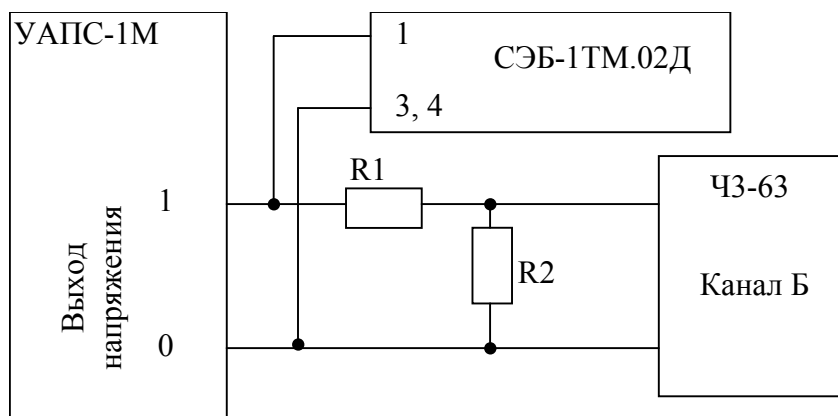 УАПС-1М
1
СЭБ-1ТМ.02Д
3, 4
R1
Ч3-63
1
R2
Канал Б
Выход
напряжения
0